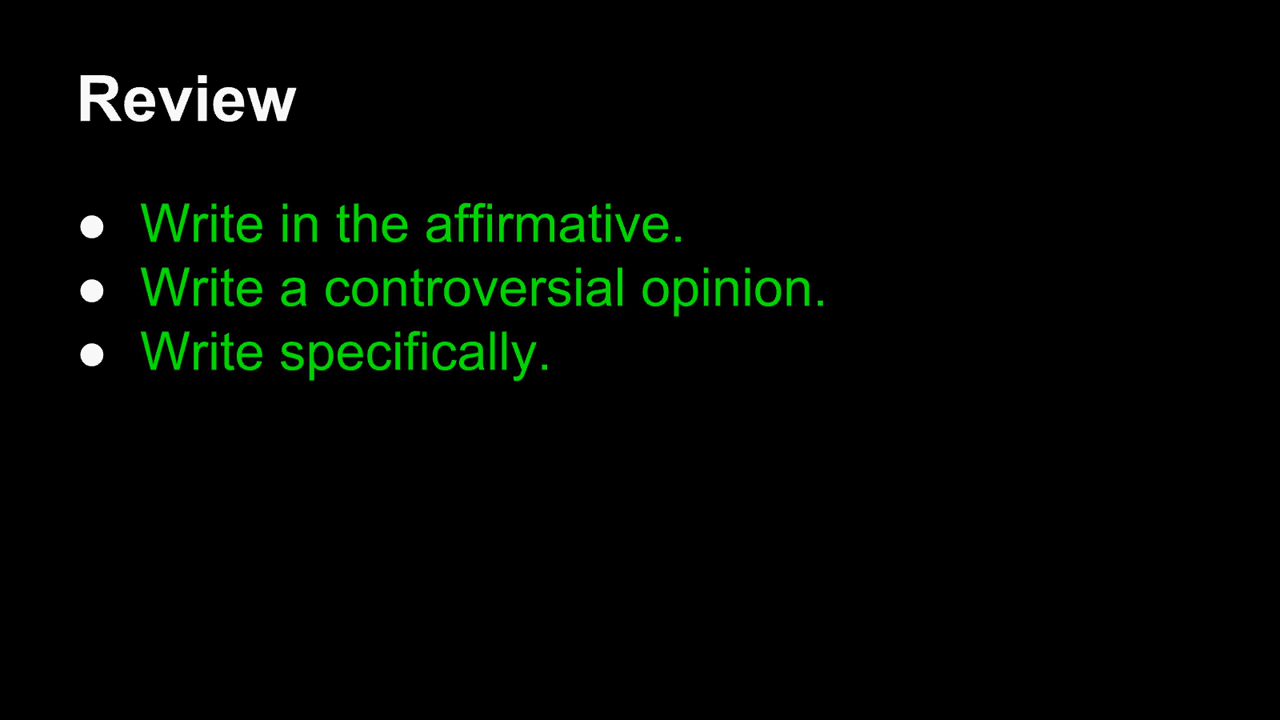 Review
● Write in the affirmative.
● Write a controversial opinion.
● Write specifically.